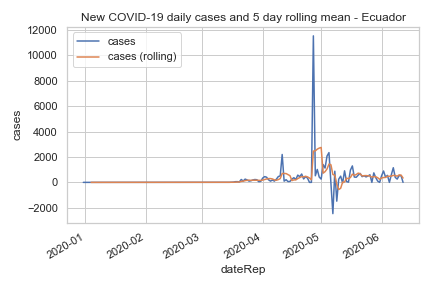 New COVID-19 daily cases and 5 day rolling mean - Ecuador
cases
cases (rolling)
12000
10000
8000
6000
4000
2000
0
−2000
cases
2020-01
2020-02
2020-03
2020-04
2020-05
2020-06
dateRep